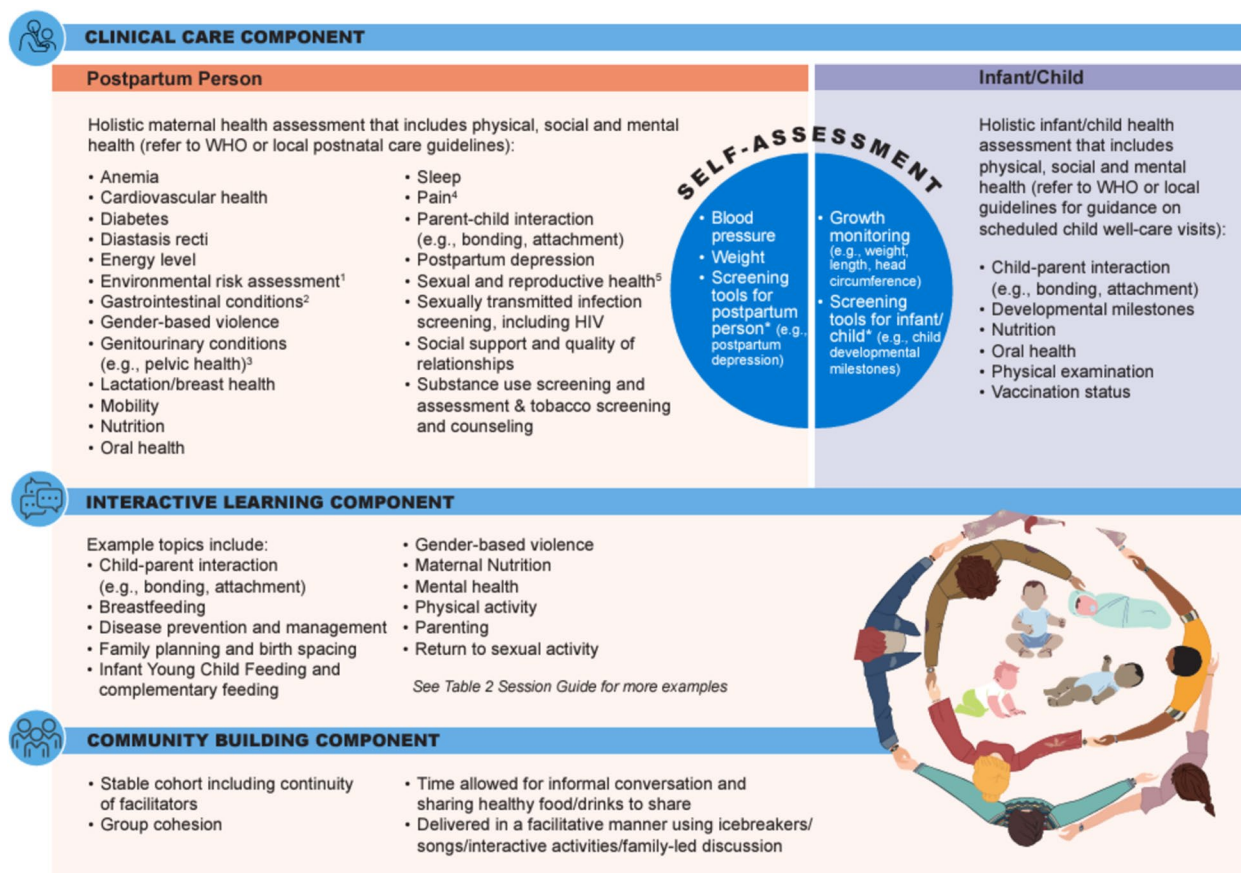 CLINICAL CARE COMPONENT
Postpartum Person
Holistic maternal health assessment that includes physical, social and mental
health (refer to WHO or local postnatal care guidelines):
• Anemia
• Cardiovascular health
• Diabetes
• Diastasis recti
• Energy level
• Environmental risk assessment¹
• Gastrointestinal conditions²
• Gender-based violence
• Genitourinary conditions
(e.g., pelvic health)³
• Lactation/breast health
• Mobility
• Nutrition
• Oral health
• Sleep
• Pain⁴
• Parent-child interaction
(e.g., bonding, attachment)
• Postpartum depression
• Sexual and reproductive health⁵
• Sexually transmitted infection
screening, including HIV
• Social support and quality of
relationships
• Substance use screening and
assessment & tobacco screening
and counseling
SELF-ASSESSMENT
• Blood
pressure
• Weight
• Screening
tools for
postpartum
person* (e.g.,
postpartum
depression)
• Growth
monitoring
(e.g., weight,
length, head
circumference)
• Screening
tools for infant/
child* (e.g., child
developmental
milestones)
Infant/Child
Holistic infant/child health
assessment that includes
physical, social and mental
health (refer to WHO or local
guidelines for guidance on
scheduled child well-care visits):
• Child-parent interaction
(e.g., bonding, attachment)
• Developmental milestones
• Nutrition
• Oral health
• Physical examination
• Vaccination status
INTERACTIVE LEARNING COMPONENT
Example topics include:
• Child-parent interaction
(e.g., bonding, attachment)
• Breastfeeding
• Disease prevention and management
• Family planning and birth spacing
• Infant Young Child Feeding and
complementary feeding
• Gender-based violence
• Maternal Nutrition
• Mental health
• Physical activity
• Parenting
• Return to sexual activity
See Table 2 Session Guide for more examples
COMMUNITY BUILDING COMPONENT
• Stable cohort including continuity
of facilitators
• Group cohesion
• Time allowed for informal conversation and
sharing healthy food/drinks to share
• Delivered in a facilitative manner using icebreakers/
songs/interactive activities/family-led discussion